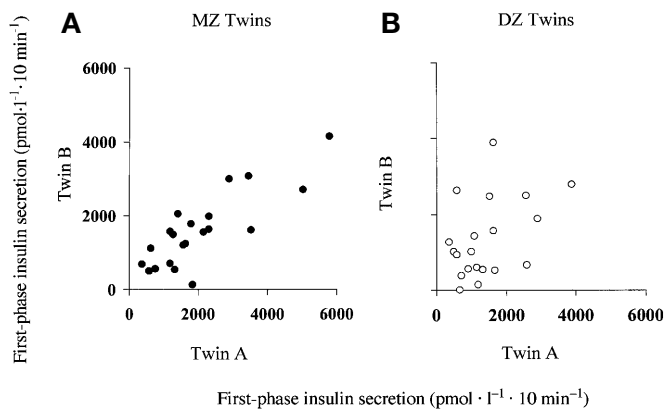 A
MZ Twins
B
DZ Twins
First-phase insulin secretion (pmol·l⁻¹·10 min⁻¹)
Twin B
6000
4000
2000
0
0
2000
4000
6000
Twin A
Twin B
0
2000
4000
6000
Twin A
First-phase insulin secretion (pmol · l⁻¹ · 10 min⁻¹)